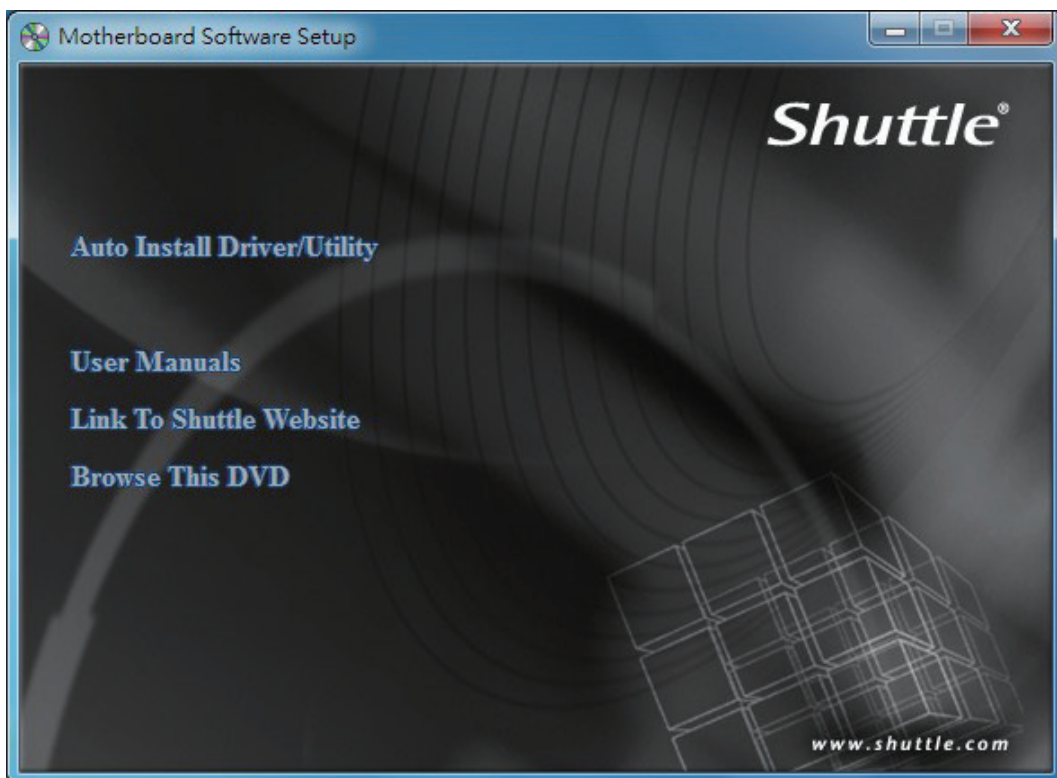 Motherboard Software Setup
Shuttle®
Auto Install Driver/Utility
User Manuals
Link To Shuttle Website
Browse This DVD
www.shuttle.com